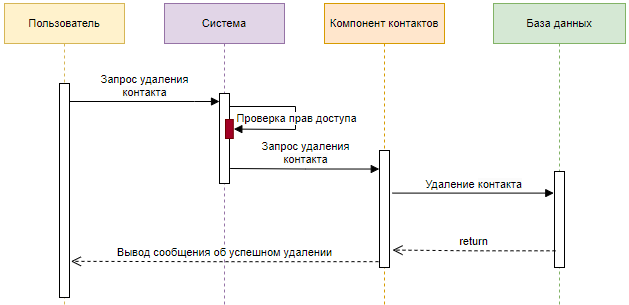 Пользователь
Система
Компонент контактов
База данных
Запрос удаления
контакта
Проверка прав доступа
Запрос удаления
контакта
Удаление контакта
return
Вывод сообщения об успешном удалении